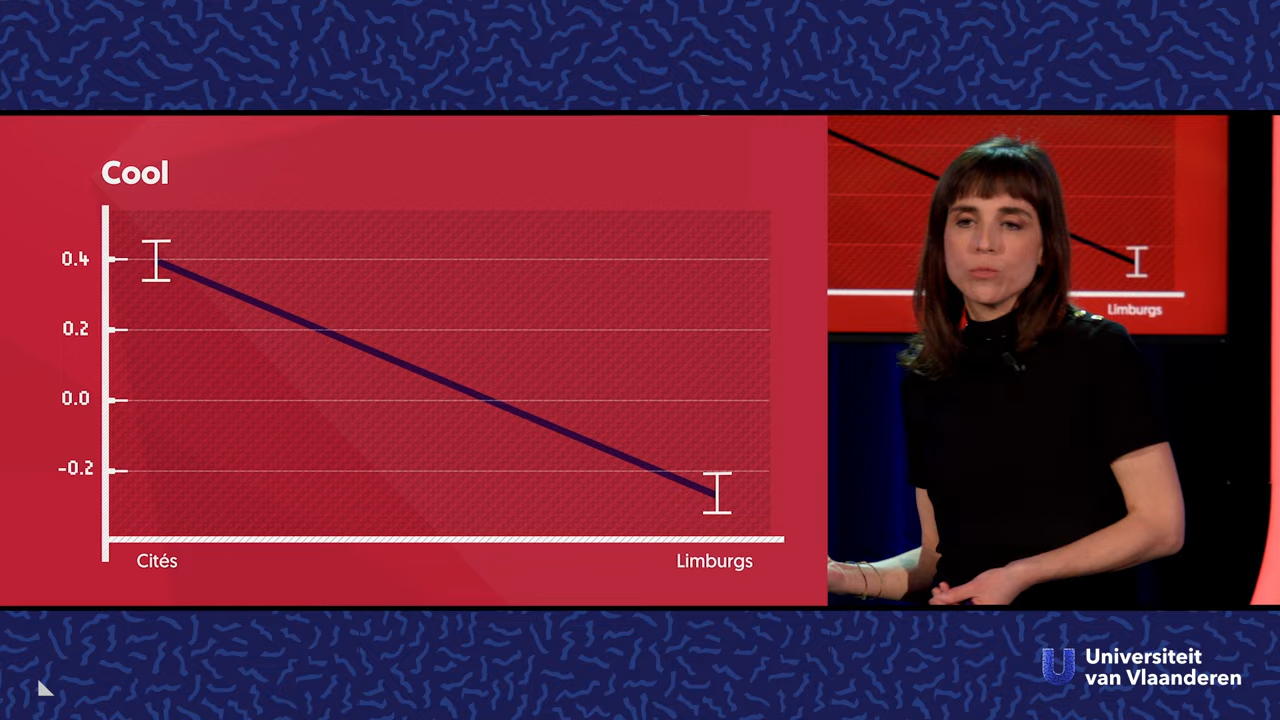 Cool
0.4
0.2
0.0
-0.2
Cités
Limburgs
Limburgs
Universiteit
van Vlaanderen